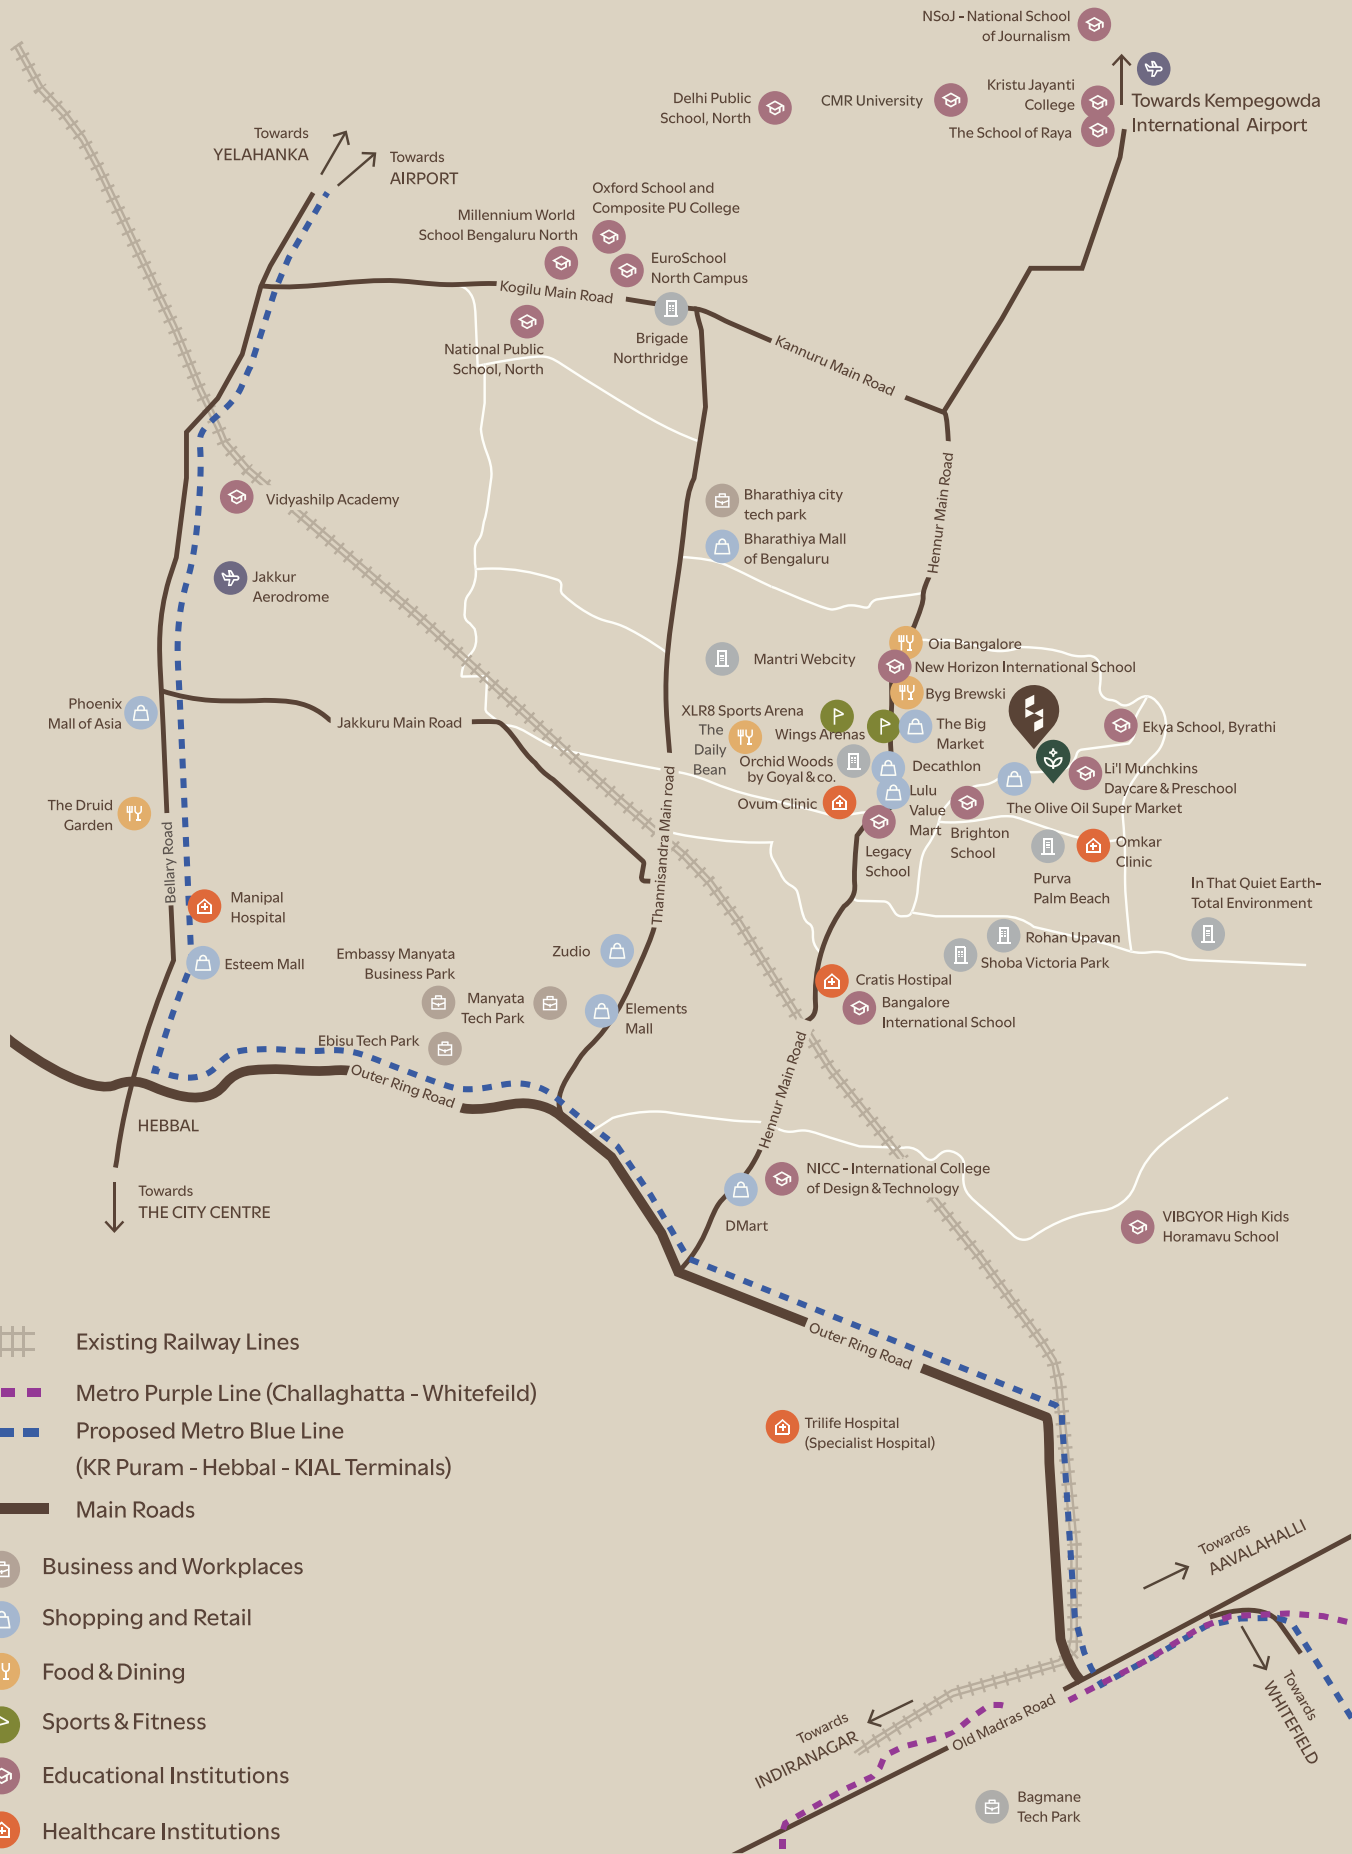 NSoJ - National School
of Journalism
Kristu Jayanti
College
The School of Raya
Towards Kempegowda
International Airport
Delhi Public
School, North
CMR University
Towards
YELAHANKA
Towards
AIRPORT
Oxford School and
Composite PU College
Millennium World
School Bengaluru North
EuroSchool
North Campus
Kogilu Main Road
National Public
School, North
Brigade
Northridge
Kannuru Main Road
Hennur Main Road
Vidyashilp Academy
Bharathiya city
tech park
Bharathiya Mall
of Bengaluru
Jakkur
Aerodrome
Oia Bangalore
Mantri Webcity
New Horizon International School
Byg Brewski
Phoenix
Mall of Asia
Jakkuru Main Road
XLR8 Sports Arena
The
Daily
Bean
Wings Arenas
The Big
Market
Ekya School, Byrathi
Orchid Woods
by Goyal & co.
Decathlon
Li'l Munchkins
Daycare & Preschool
The Druid
Garden
Ovum Clinic
Lulu
Value
Mart
The Olive Oil Super Market
Brighton
School
Legacy
School
Omkar
Clinic
Purva
Palm Beach
Bellary Road
Thannisandra Main road
In That Quiet Earth-
Total Environment
Manipal
Hospital
Rohan Upavan
Shoba Victoria Park
Esteem Mall
Embassy Manyata
Business Park
Zudio
Manyata
Tech Park
Elements
Mall
Cratis Hostipal
Bangalore
International School
Ebisu Tech Park
Outer Ring Road
Hennur Main Road
HEBBAL
Towards
THE CITY CENTRE
NICC - International College
of Design & Technology
DMart
VIBGYOR High Kids
Horamavu School
Outer Ring Road
Trilife Hospital
(Specialist Hospital)
Towards
AAVALAHALLI
Towards
WHITEFIELD
Towards
INDIRANAGAR
Old Madras Road
Bagmane
Tech Park
Existing Railway Lines
Metro Purple Line (Challaghatta - Whitefeild)
Proposed Metro Blue Line
(KR Puram - Hebbal - KIAL Terminals)
Main Roads
Business and Workplaces
Shopping and Retail
Food & Dining
Sports & Fitness
Educational Institutions
Healthcare Institutions